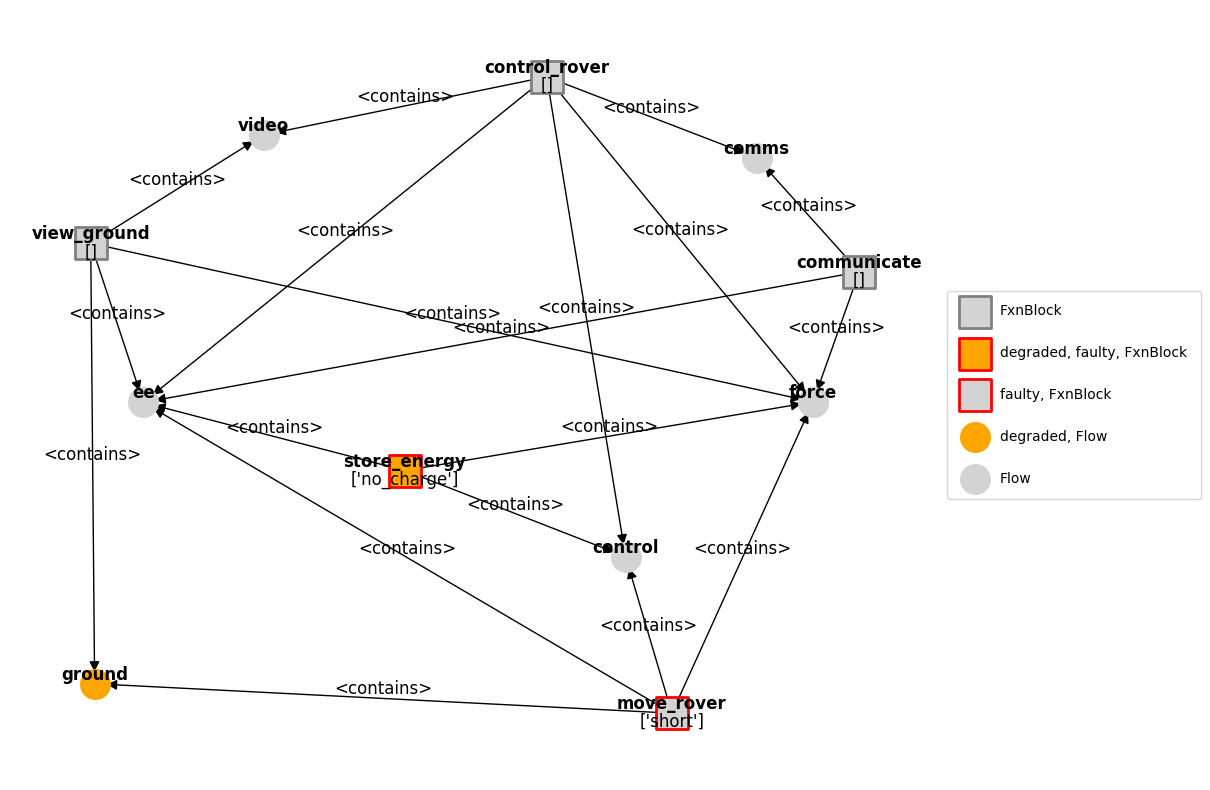 control_rover
[]
<contains>
<contains>
video
comms
<contains>
<contains>
view_ground
[]
<contains>
<contains>
communicate
[]
<contains>
<contains>
<contains>
<contains>
<contains>
ee
force
<contains>
<contains>
<contains>
store_energy
['no_charge']
<contains>
control
<contains>
<contains>
<contains>
ground
<contains>
move_rover
['short']
FxnBlock
degraded, faulty, FxnBlock
faulty, FxnBlock
degraded, Flow
Flow